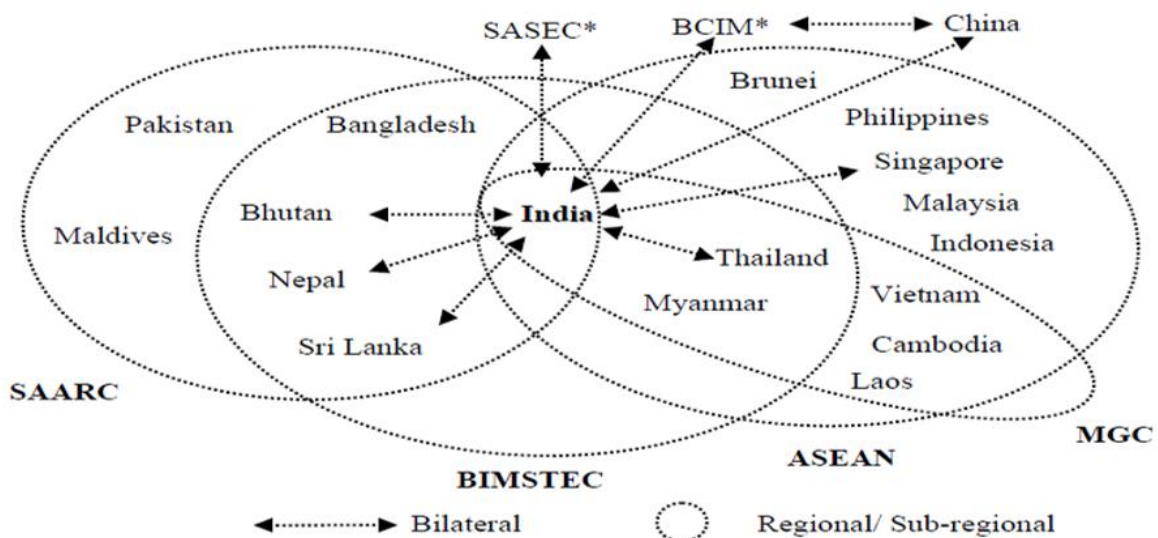 SASEC*
BCIM*
China
Brunei
Pakistan
Bangladesh
Philippines
Singapore
Bhutan
India
Malaysia
Maldives
Indonesia
Nepal
Thailand
Myanmar
Vietnam
Sri Lanka
Cambodia
Laos
SAARC
MGC
ASEAN
BIMSTEC
Bilateral
Regional/ Sub-regional